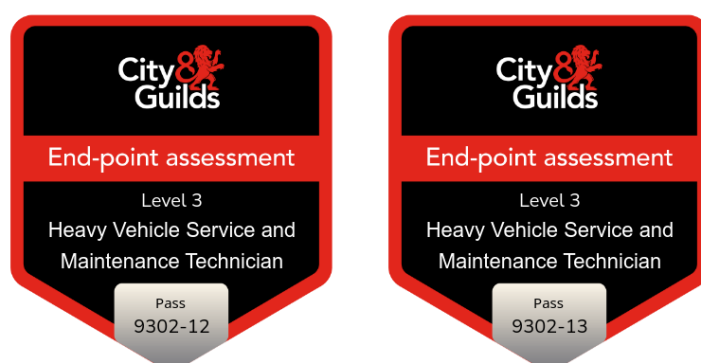 City&
Guilds
End-point assessment
Level 3
Heavy Vehicle Service and
Maintenance Technician
Pass
9302-12
City&
Guilds
End-point assessment
Level 3
Heavy Vehicle Service and
Maintenance Technician
Pass
9302-13